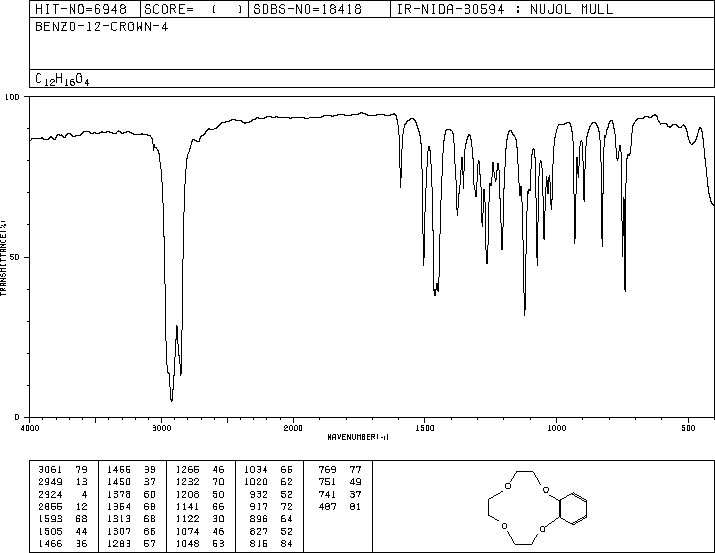 HIT-NO=6948 SCORE= ( ) SDBS-NO=18418 IR-NIDA-30594 : NUJOL MULL
BENZO-12-CROWN-4
C12H16O4
100
50
0
TRANSMITTANCE(%)
4000 3000 2000 1500 1000 500
WAVENUMBER(-1)
3061 79 1466 39 1266 46 1034 66 769 77
2949 13 1450 37 1232 70 1020 62 751 49
2924 4 1378 60 1208 50 932 52 741 37
2866 12 1364 68 1141 66 917 72 487 81
1593 68 1313 68 1122 30 896 64
1505 44 1307 66 1074 46 827 52
1466 36 1283 57 1048 53 816 84
O O O O